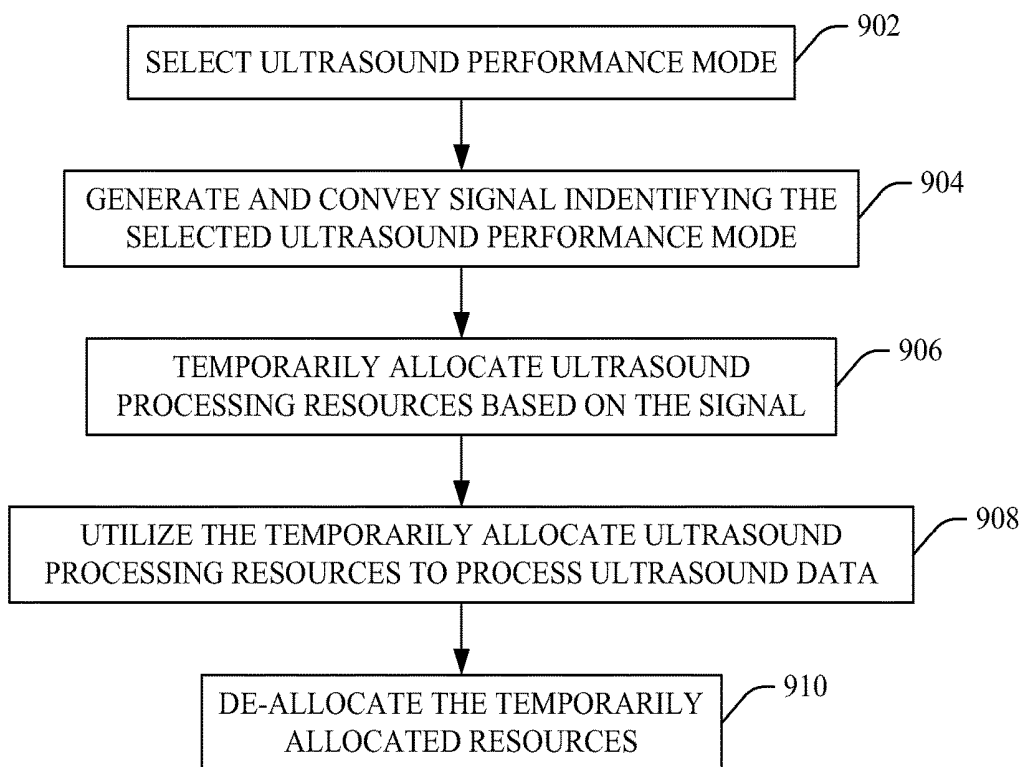 902
SELECT ULTRASOUND PERFORMANCE MODE
904
GENERATE AND CONVEY SIGNAL INDENTIFYING THE
SELECTED ULTRASOUND PERFORMANCE MODE
906
TEMPORARILY ALLOCATE ULTRASOUND
PROCESSING RESOURCES BASED ON THE SIGNAL
908
UTILIZE THE TEMPORARILY ALLOCATE ULTRASOUND
PROCESSING RESOURCES TO PROCESS ULTRASOUND DATA
910
DE-ALLOCATE THE TEMPORARILY
ALLOCATED RESOURCES